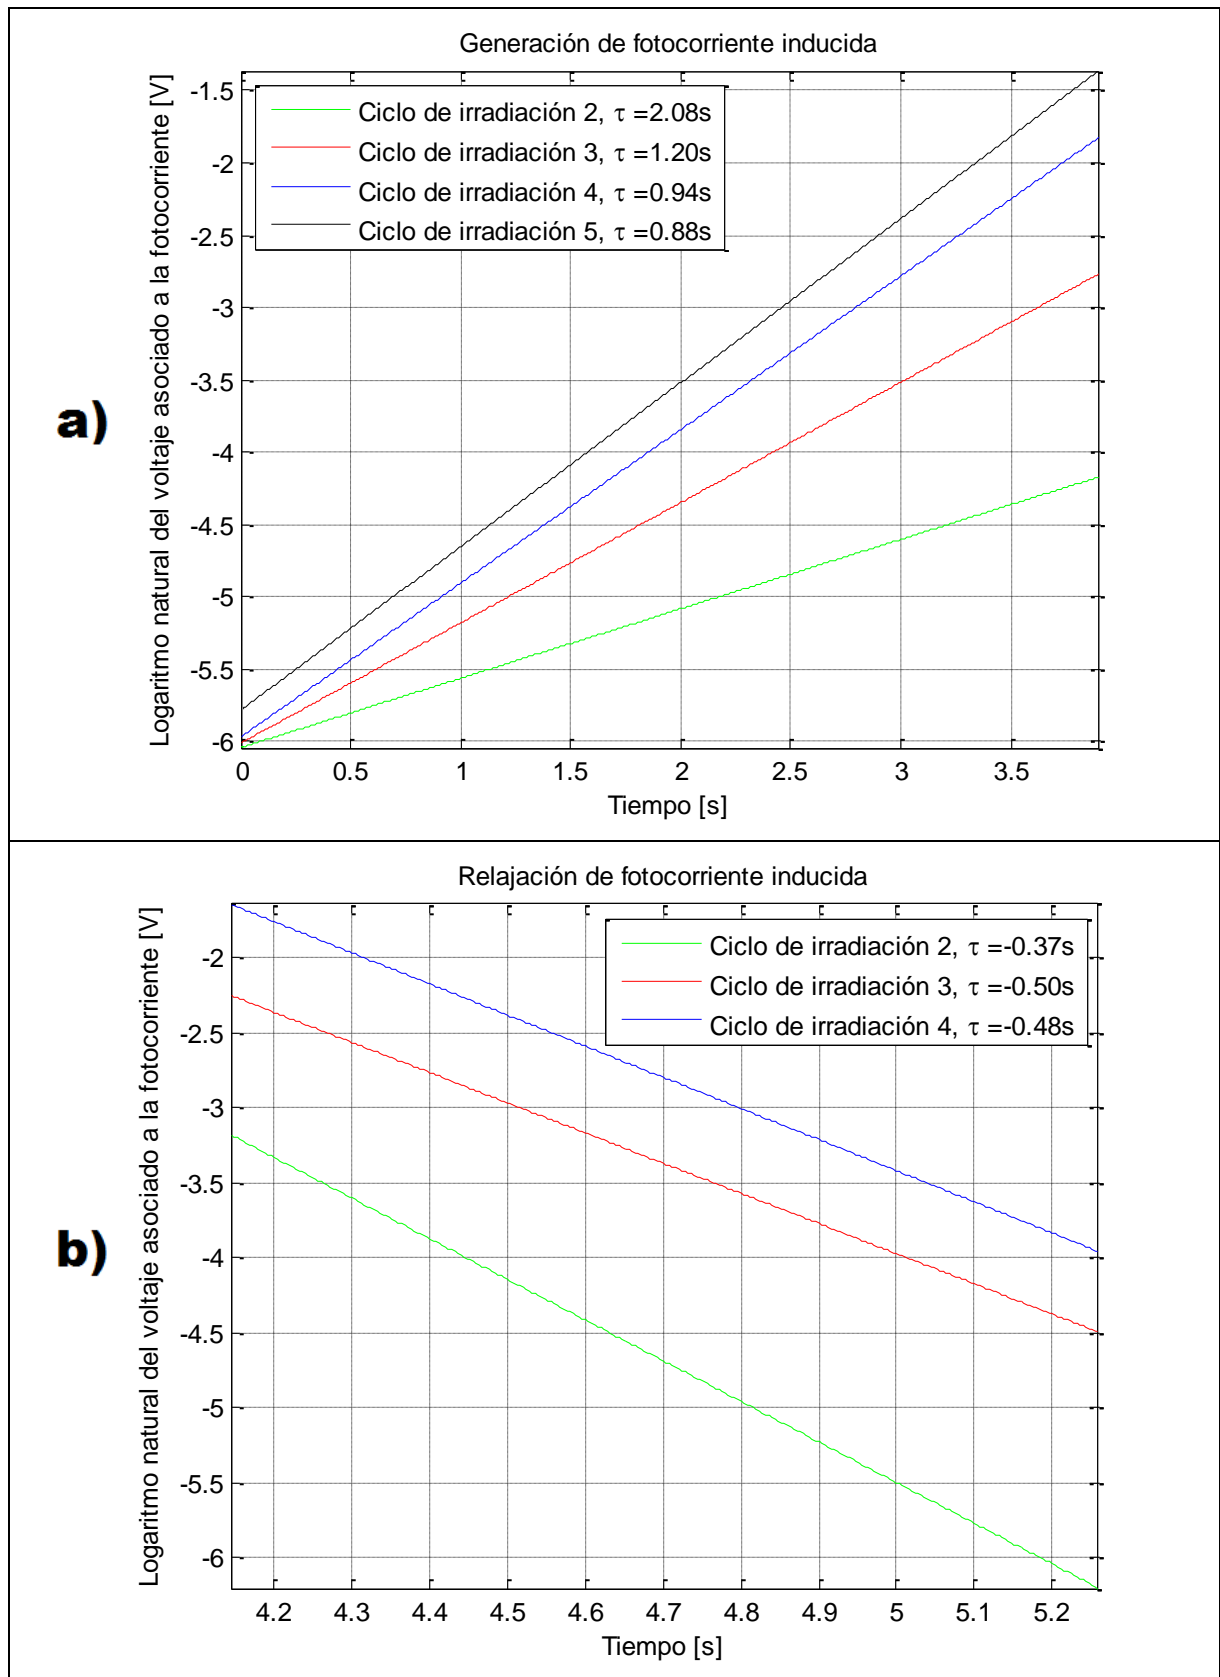 Generación de fotocorriente inducida
Logaritmo natural del voltaje asociado a la fotocorriente [V]
-1.5
-2
-2.5
-3
-3.5
-4
-4.5
-5
-5.5
-6
Ciclo de irradiación 2, τ =2.08s
Ciclo de irradiación 3, τ =1.20s
Ciclo de irradiación 4, τ =0.94s
Ciclo de irradiación 5, τ =0.88s
a)
0 0.5 1 1.5 2 2.5 3 3.5
Tiempo [s]
Relajación de fotocorriente inducida
Logaritmo natural del voltaje asociado a la fotocorriente [V]
-2
-2.5
-3
-3.5
-4
-4.5
-5
-5.5
-6
Ciclo de irradiación 2, τ =-0.37s
Ciclo de irradiación 3, τ =-0.50s
Ciclo de irradiación 4, τ =-0.48s
b)
4.2 4.3 4.4 4.5 4.6 4.7 4.8 4.9 5 5.1 5.2
Tiempo [s]